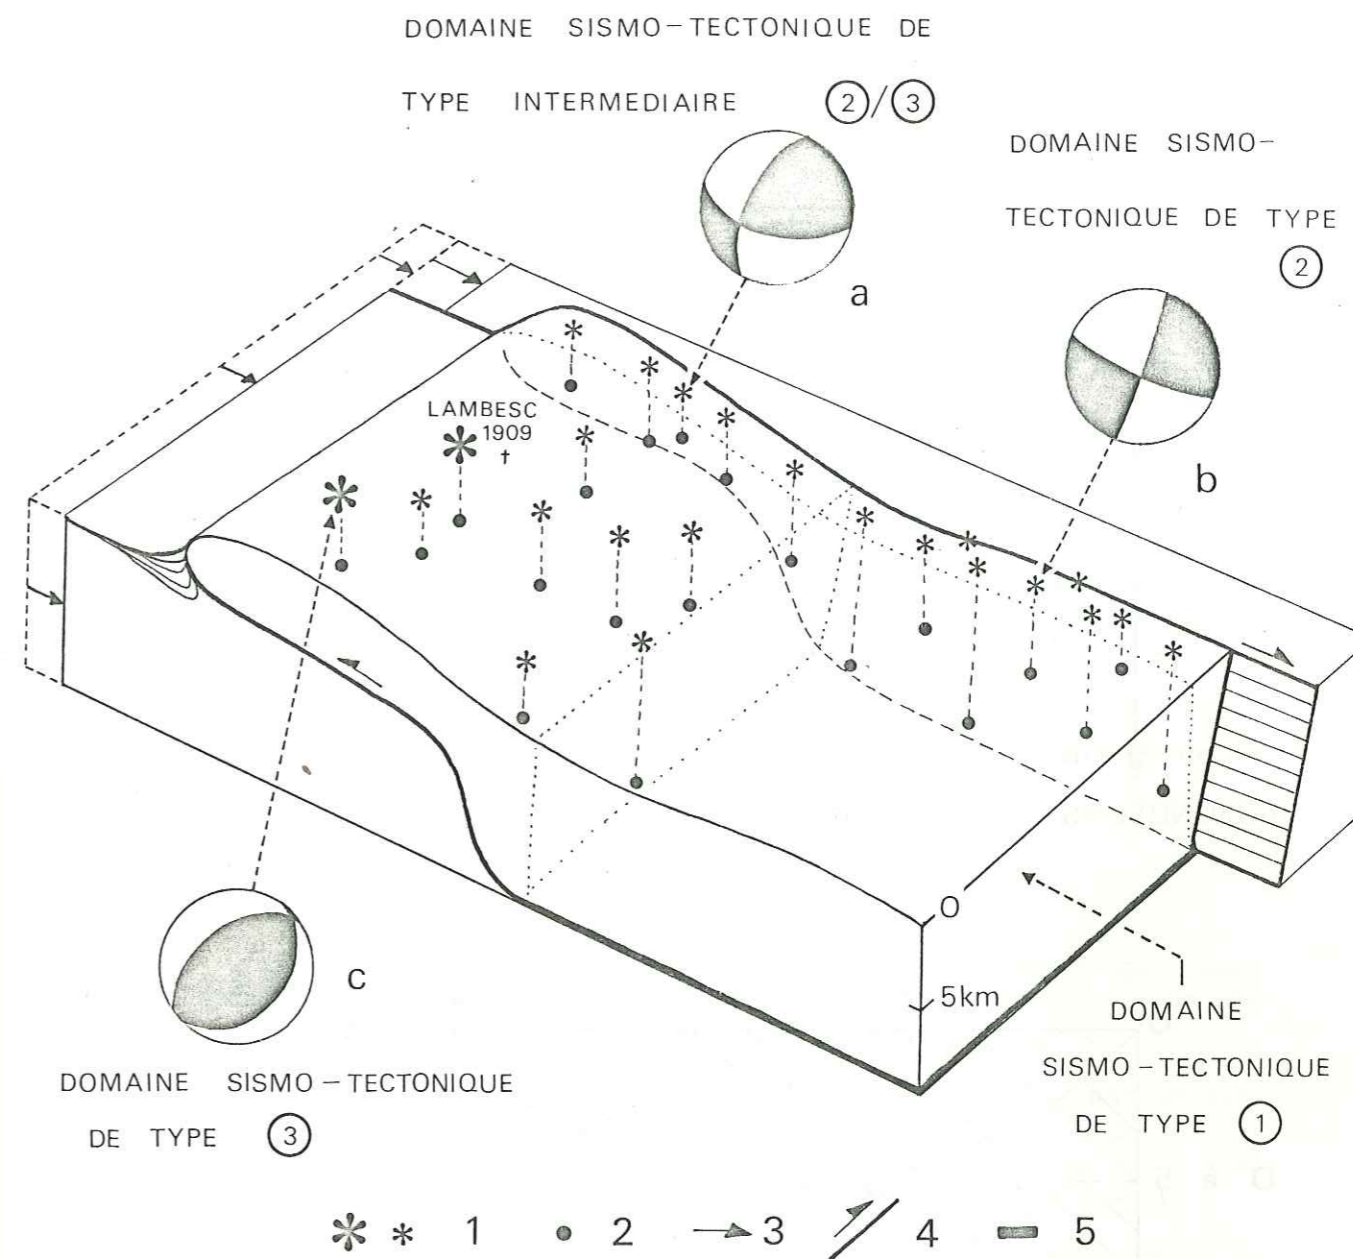 DOMAINE SISMO-TECTONIQUE DE
TYPE INTERMEDIAIRE 2/3
DOMAINE SISMO-
TECTONIQUE DE TYPE
2
a
b
LAMBESC
1909
c
0
5km
DOMAINE SISMO-TECTONIQUE
DE TYPE 3
DOMAINE
SISMO-TECTONIQUE
DE TYPE 1
1 2 3 4 5